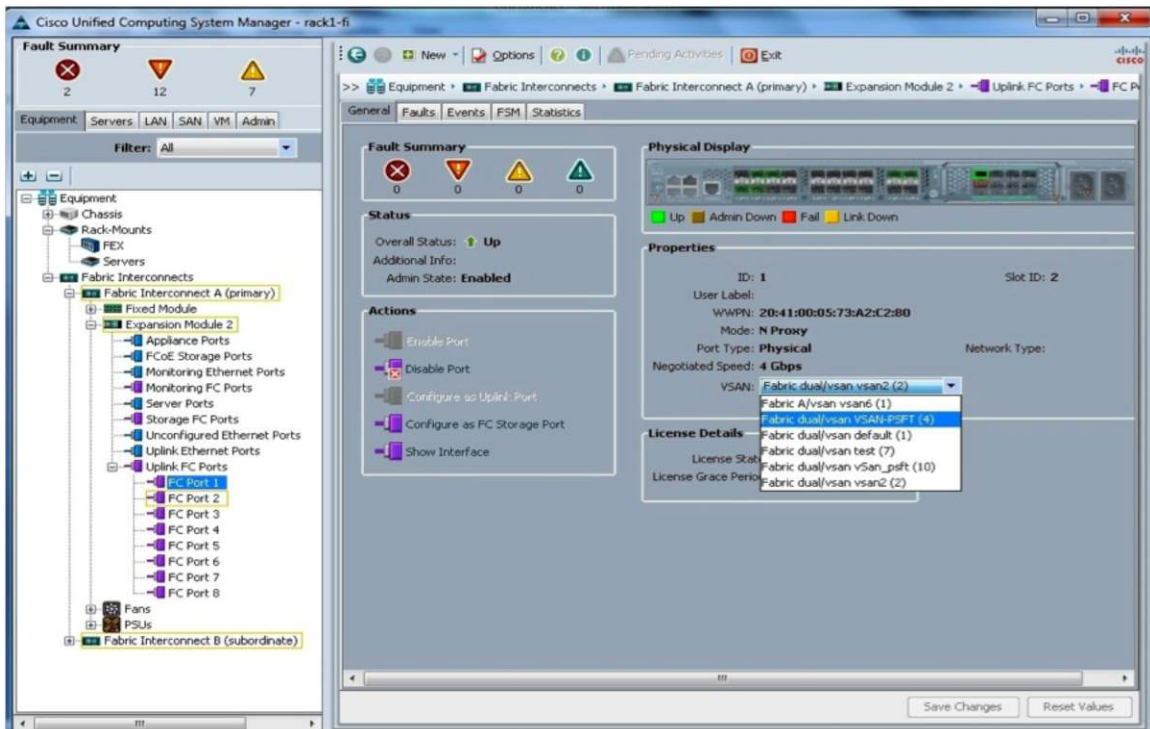 Cisco Unified Computing System Manager - rack1-fi
Fault Summary
2 12 7
Equipment Servers LAN SAN VM Admin
Filter: All
Equipment
Chassis
Rack-Mounts
FEX
Servers
Fabric Interconnects
Fabric Interconnect A (primary)
Fixed Module
Expansion Module 2
Appliance Ports
FCoE Storage Ports
Monitoring Ethernet Ports
Monitoring FC Ports
Server Ports
Storage FC Ports
Unconfigured Ethernet Ports
Uplink Ethernet Ports
Uplink FC Ports
FC Port 1
FC Port 2
FC Port 3
FC Port 4
FC Port 5
FC Port 6
FC Port 7
FC Port 8
Fans
PSUs
Fabric Interconnect B (subordinate)
New Options Pending Activities Exit
CISCO
>> Equipment Fabric Interconnects Fabric Interconnect A (primary) Expansion Module 2 Uplink FC Ports FC P
General Faults Events FSM Statistics
Fault Summary
0 0 0 0
Status
Overall Status: Up
Additional Info:
Admin State: Enabled
Actions
Enable Port
Disable Port
Configure as Uplink Port
Configure as FC Storage Port
Show Interface
Physical Display
Up Admin Down Fail Link Down
Properties
ID: 1 Slot ID: 2
User Label:
WWPN: 20:41:00:05:73:A2:C2:80
Mode: N Proxy
Port Type: Physical Network Type:
Negotiated Speed: 4 Gbps
VSAN: Fabric dual/vsan vsan2 (2)
Fabric A/vsan vsan6 (1)
Fabric dual/vsan VSAN-PSFT (4)
Fabric dual/vsan default (1)
Fabric dual/vsan test (7)
Fabric dual/vsan vSan_psft (10)
Fabric dual/vsan vsan2 (2)
License Details
License Stat
License Grace Perio
Save Changes Reset Values